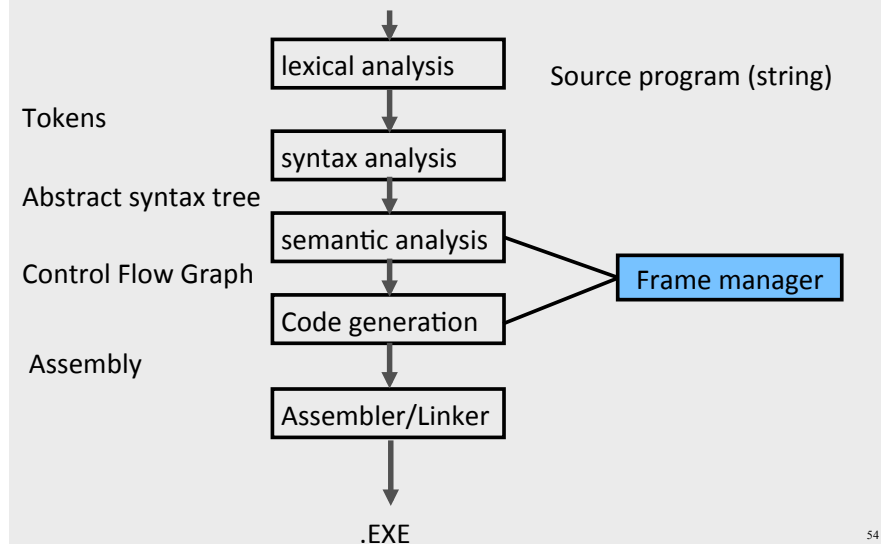 lexical analysis
Source program (string)
Tokens
syntax analysis
Abstract syntax tree
semantic analysis
Control Flow Graph
Frame manager
Code generation
Assembly
Assembler/Linker
.EXE
54